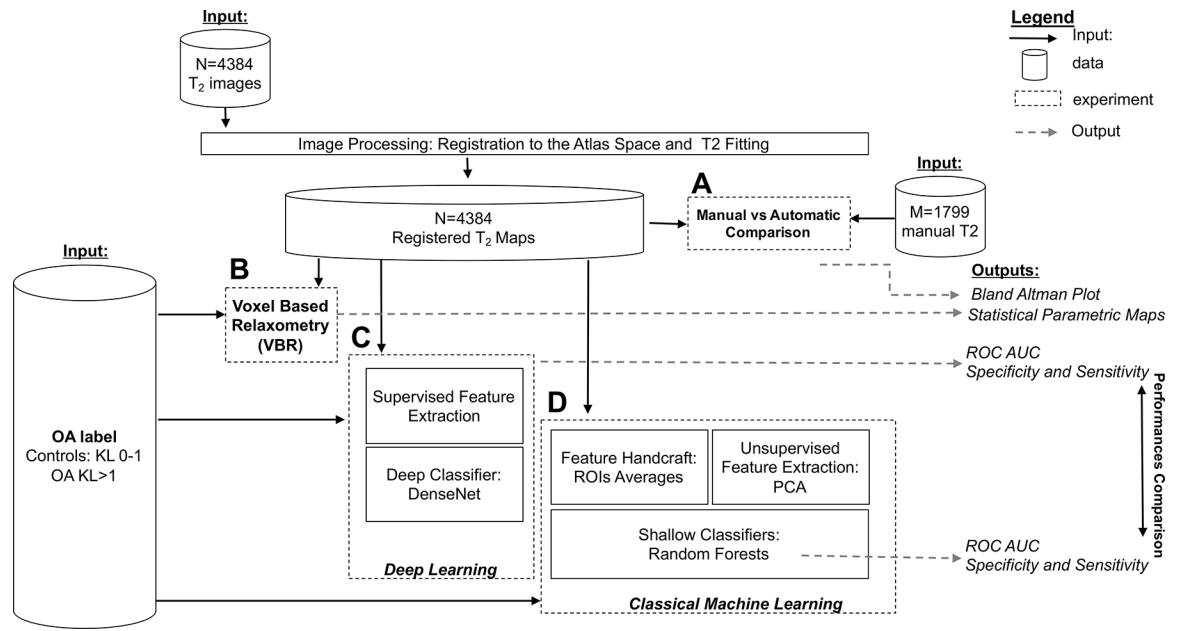 Input:
N=4384
T2 images
Legend
Input:
data
experiment
Output
Image Processing: Registration to the Atlas Space and T2 Fitting
N=4384
Registered T2 Maps
A
Manual vs Automatic
Comparison
Input:
M=1799
manual T2
Input:
OA label
Controls: KL 0-1
OA KL>1
B
Voxel Based
Relaxometry
(VBR)
Outputs:
Bland Altman Plot
Statistical Parametric Maps
C
Supervised Feature
Extraction
Deep Classifier:
DenseNet
Deep Learning
ROC AUC
Specificity and Sensitivity
D
Feature Handcraft:
ROIs Averages
Unsupervised
Feature Extraction:
PCA
Shallow Classifiers:
Random Forests
Classical Machine Learning
ROC AUC
Specificity and Sensitivity
Performances Comparison